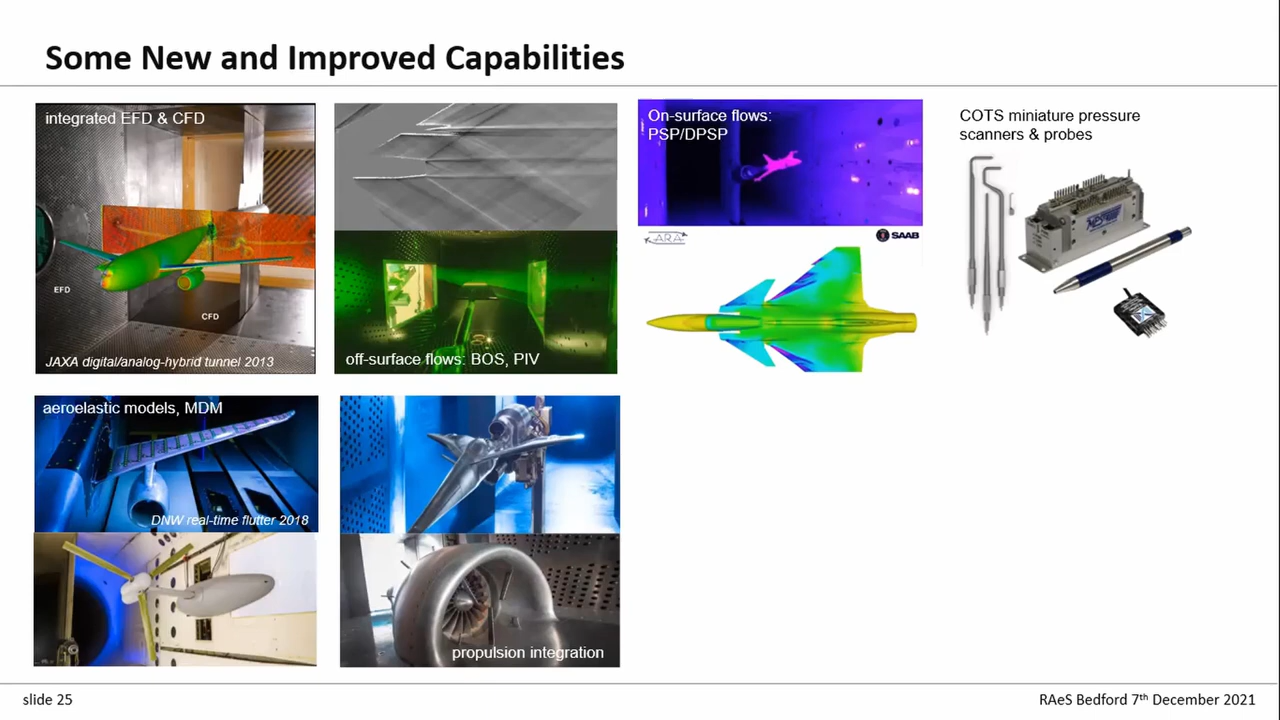 Some New and Improved Capabilities
integrated EFD & CFD
EFD
CFD
JAXA digital/analog-hybrid tunnel 2013
off-surface flows: BOS, PIV
On-surface flows:
PSP/DPSP
ARA
SAAB
COTS miniature pressure
scanners & probes
aeroelastic models, MDM
DNW real-time flutter 2018
propulsion integration
slide 25
RAeS Bedford 7th December 2021